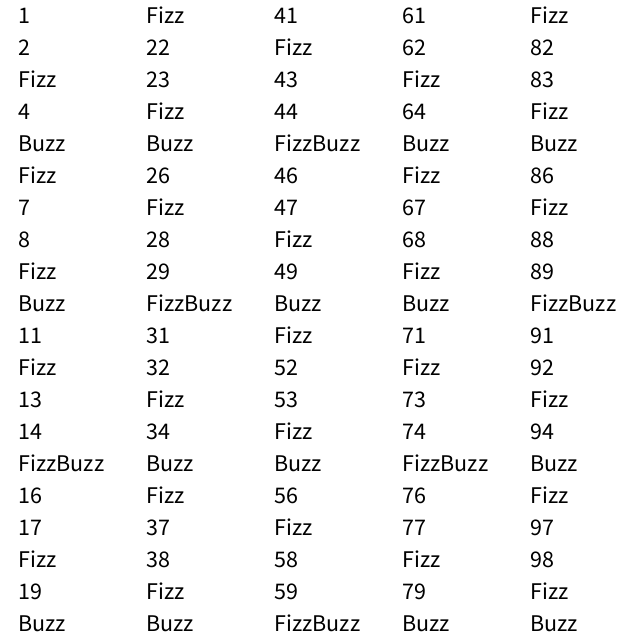 1
2
Fizz
4
Buzz
Fizz
7
8
Fizz
Buzz
11
Fizz
13
14
FizzBuzz
16
17
Fizz
19
Buzz
Fizz
22
23
Fizz
Buzz
26
Fizz
28
29
FizzBuzz
31
32
Fizz
34
Buzz
Fizz
37
38
Fizz
Buzz
41
Fizz
43
44
FizzBuzz
46
47
Fizz
49
Buzz
Fizz
52
53
Fizz
Buzz
56
Fizz
58
59
FizzBuzz
61
62
Fizz
64
Buzz
Fizz
67
68
Fizz
Buzz
71
Fizz
73
74
FizzBuzz
76
77
Fizz
79
Buzz
Fizz
82
83
Fizz
Buzz
86
Fizz
88
89
FizzBuzz
91
92
Fizz
94
Buzz
Fizz
97
98
Fizz
Buzz